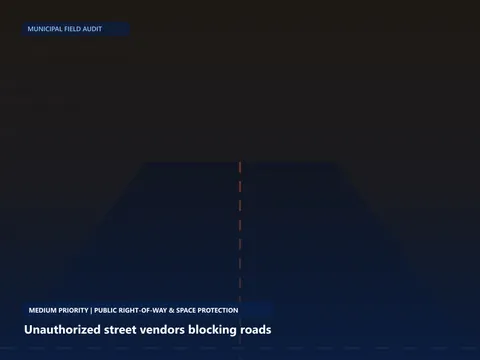 MUNICIPAL FIELD AUDIT
MEDIUM PRIORITY | PUBLIC RIGHT-OF-WAY & SPACE PROTECTION
Unauthorized street vendors blocking roads